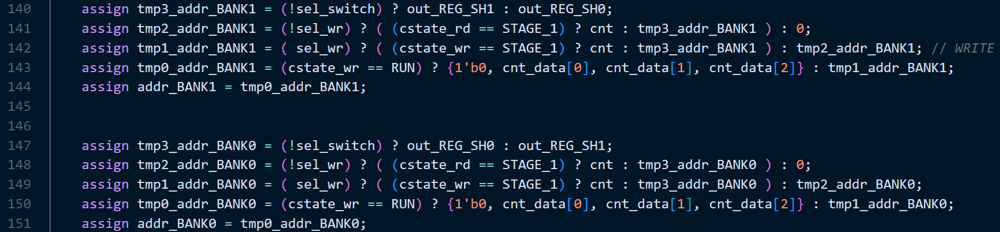 140 assign tmp3_addr_BANK1 = (!sel_switch) ? out_REG_SH1 : out_REG_SH0;
141 assign tmp2_addr_BANK1 = (!sel_wr) ? ( (cstate_rd == STAGE_1) ? cnt : tmp3_addr_BANK1 ) : 0;
142 assign tmp1_addr_BANK1 = ( sel_wr) ? ( (cstate_wr == STAGE_1) ? cnt : tmp3_addr_BANK1 ) : tmp2_addr_BANK1; // WRITE
143 assign tmp0_addr_BANK1 = (cstate_wr == RUN) ? {1'b0, cnt_data[0], cnt_data[1], cnt_data[2]} : tmp1_addr_BANK1;
144 assign addr_BANK1 = tmp0_addr_BANK1;
145
146
147 assign tmp3_addr_BANK0 = (!sel_switch) ? out_REG_SH0 : out_REG_SH1;
148 assign tmp2_addr_BANK0 = (!sel_wr) ? ( (cstate_rd == STAGE_1) ? cnt : tmp3_addr_BANK0 ) : 0;
149 assign tmp1_addr_BANK0 = ( sel_wr) ? ( (cstate_wr == STAGE_1) ? cnt : tmp3_addr_BANK0 ) : tmp2_addr_BANK0;
150 assign tmp0_addr_BANK0 = (cstate_wr == RUN) ? {1'b0, cnt_data[0], cnt_data[1], cnt_data[2]} : tmp1_addr_BANK0;
151 assign addr_BANK0 = tmp0_addr_BANK0;